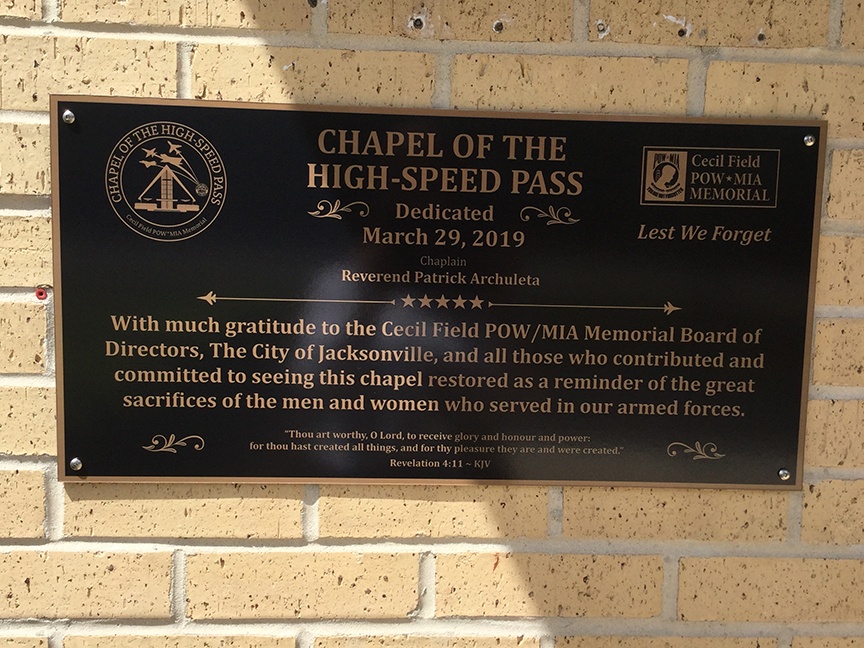 CHAPEL OF THE HIGH-SPEED PASS
Cecil Field POW*MIA Memorial
CHAPEL OF THE
HIGH-SPEED PASS
Dedicated
March 29, 2019
Chaplain
Reverend Patrick Archuleta
POW★MIA
Cecil Field
POW★MIA
MEMORIAL
Lest We Forget
With much gratitude to the Cecil Field POW/MIA Memorial Board of
Directors, The City of Jacksonville, and all those who contributed and
committed to seeing this chapel restored as a reminder of the great
sacrifices of the men and women who served in our armed forces.
"Thou art worthy, O Lord, to receive glory and honour and power:
for thou hast created all things, and for thy pleasure they are and were created."
Revelation 4:11 ~ KJV